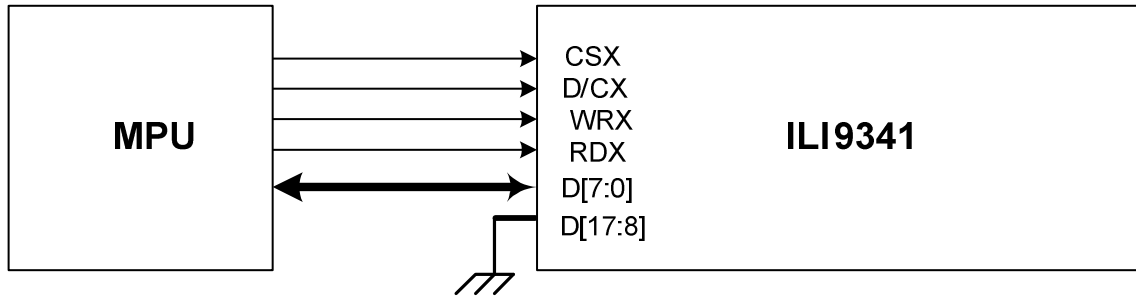 MPU
CSX
D/CX
WRX
RDX
D[7:0]
D[17:8]
ILI9341